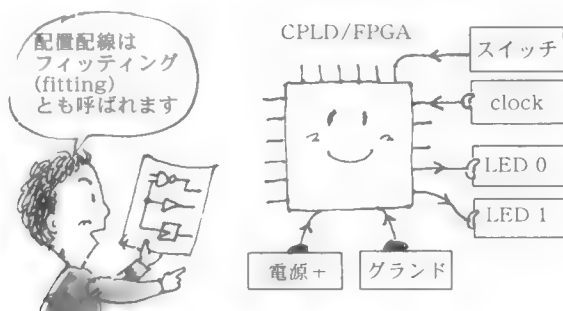 配置配線は
フィッティング
(fitting)
とも呼ばれます
CPLD/FPGA
スイッチ
clock
LED 0
LED 1
電源+
グランド